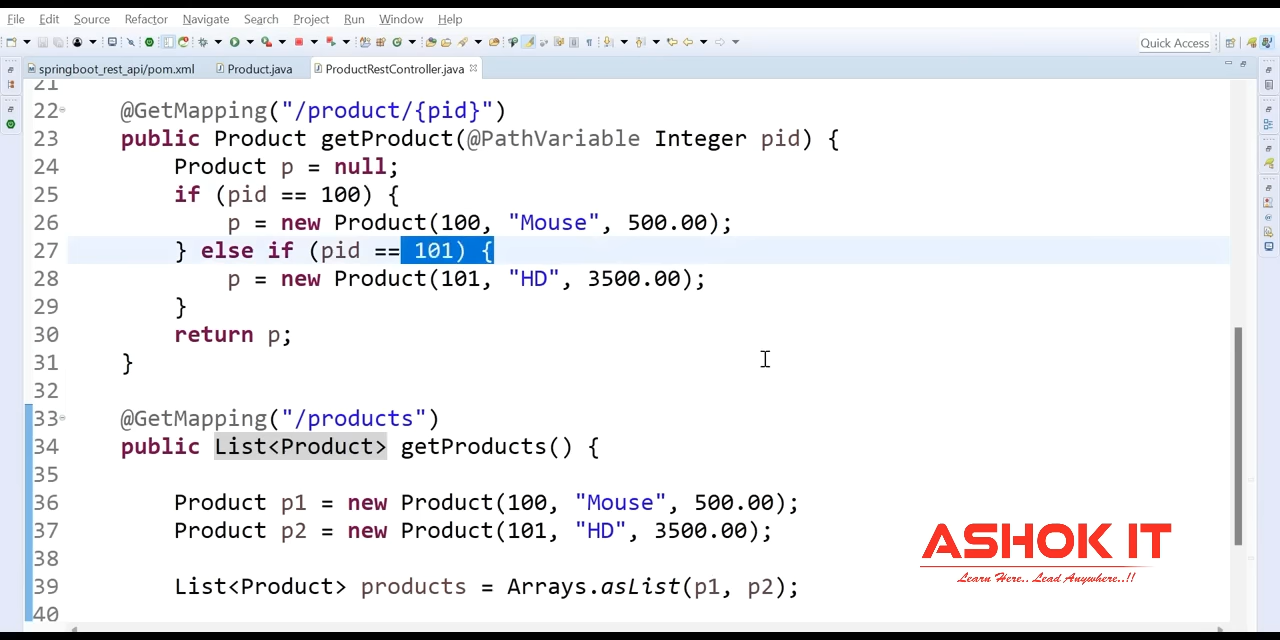 File Edit Source Refactor Navigate Search Project Run Window Help
Quick Access
springboot_rest_api/pom.xml Product.java ProductRestController.java
21
22 @GetMapping("/product/{pid}")
23 public Product getProduct(@PathVariable Integer pid) {
24 Product p = null;
25 if (pid == 100) {
26 p = new Product(100, "Mouse", 500.00);
27 } else if (pid == 101) {
28 p = new Product(101, "HD", 3500.00);
29 }
30 return p;
31 }
32
33 @GetMapping("/products")
34 public List<Product> getProducts() {
35
36 Product p1 = new Product(100, "Mouse", 500.00);
37 Product p2 = new Product(101, "HD", 3500.00);
38
39 List<Product> products = Arrays.asList(p1, p2);
40
ASHOK IT
Learn Here.. Lead Anywhere..!!